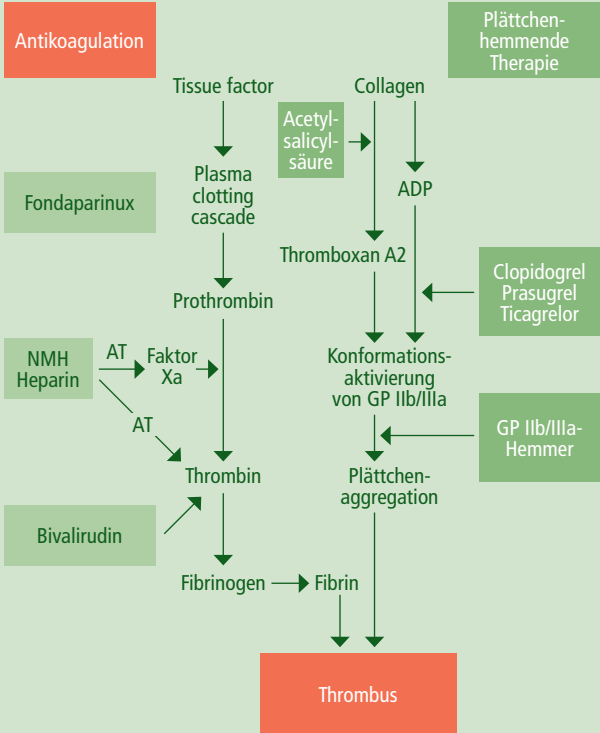 Antikoagulation
Plättchen-
hemmende
Therapie
Tissue factor
Collagen
Acetyl-
salicyl-
säure
Plasma
clotting
cascade
ADP
Fondaparinux
Thromboxan A2
Clopidogrel
Prasugrel
Ticagrelor
Prothrombin
NMH
Heparin
AT
Faktor
Xa
Konformations-
aktivierung
von GP IIb/IIIa
AT
GP IIb/IIIa-
Hemmer
Thrombin
Plättchen-
aggregation
Bivalirudin
Fibrinogen
Fibrin
Thrombus